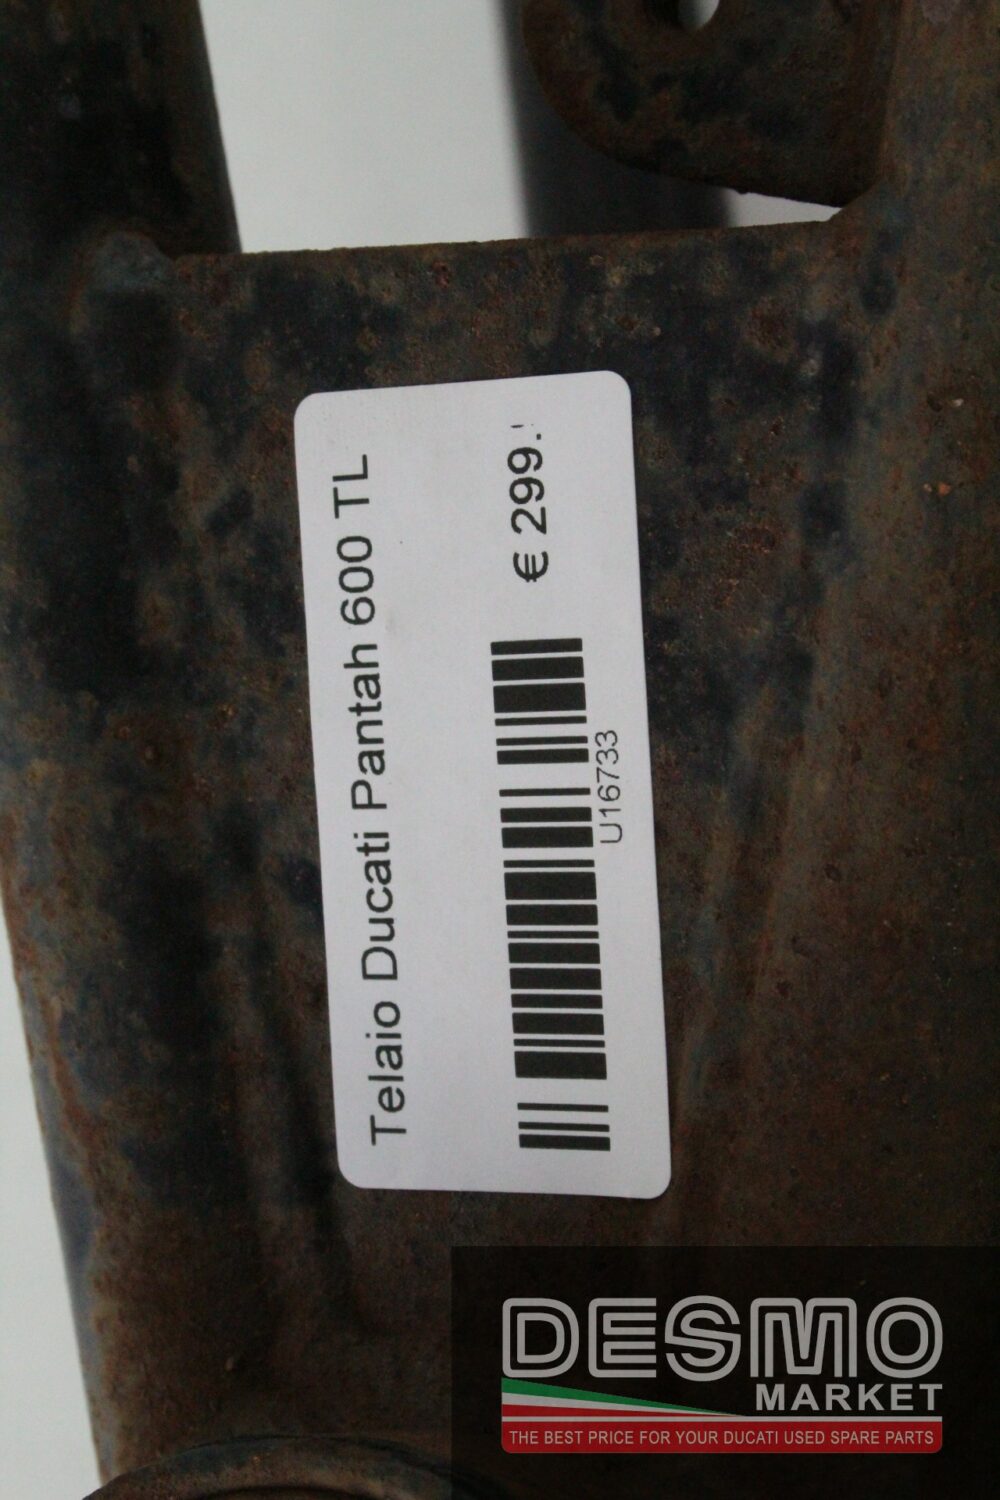 Telaio Ducati Pantah 600 TL
€ 299.
U16733
DESMO
MARKET
THE BEST PRICE FOR YOUR DUCATI USED SPARE PARTS